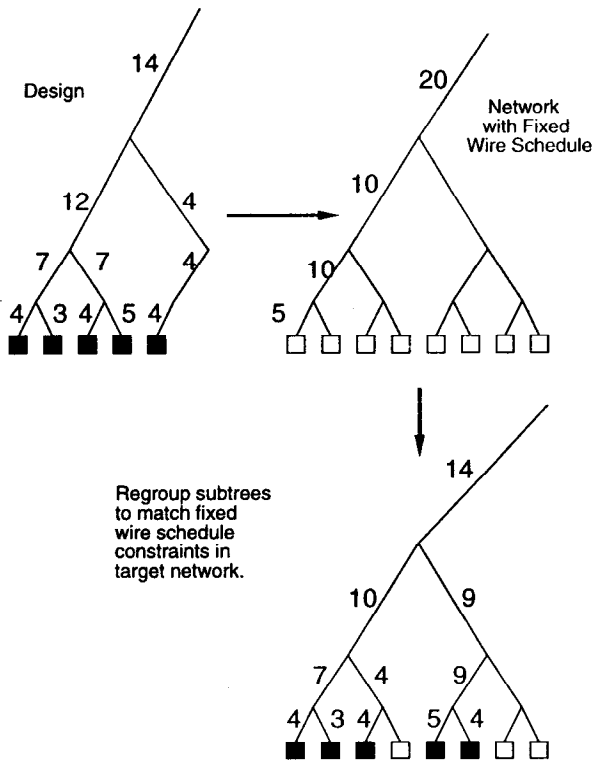 14
Design
20
Network
with Fixed
Wire Schedule
12
4
10
7
7
4
10
4
3
4
5
4
5
14
Regroup subtrees
to match fixed
wire schedule
constraints in
target network.
10
9
7
4
9
4
3
4
5
4